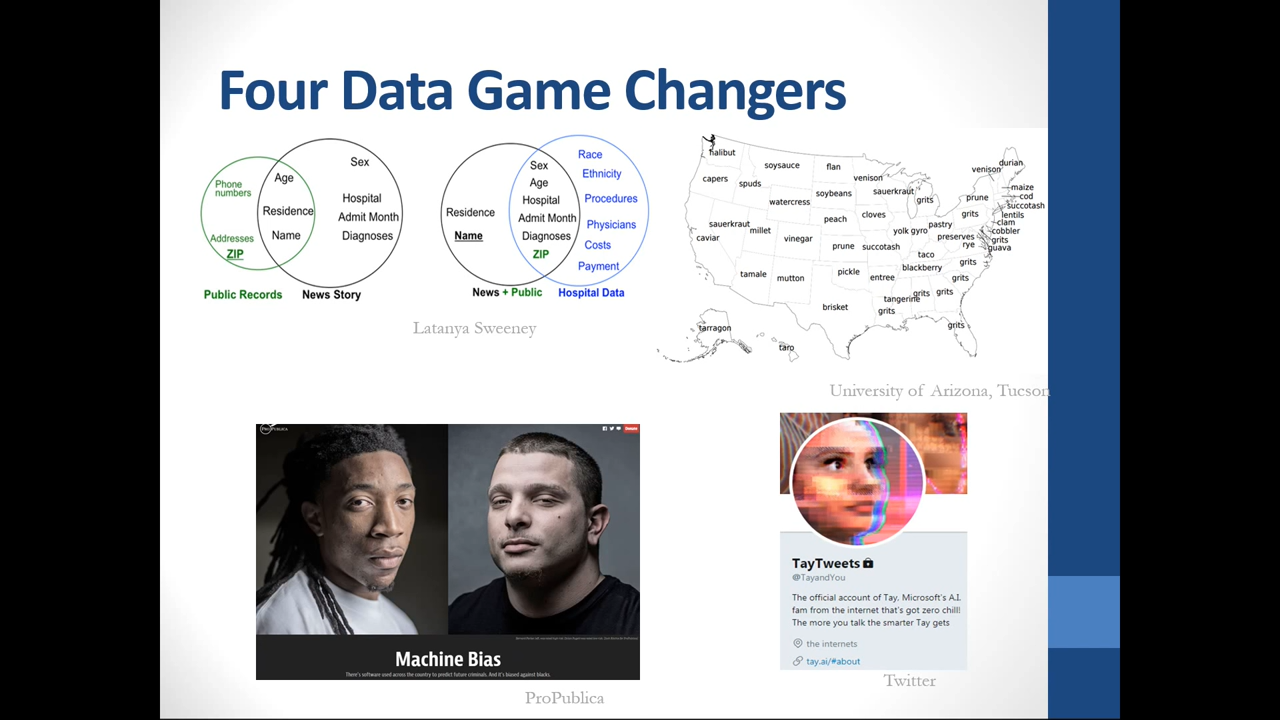 Four Data Game Changers
Phone
numbers
Addresses
ZIP
Age
Residence
Name
Sex
Hospital
Admit Month
Diagnoses
Public Records
News Story
Residence
Name
Sex
Age
Hospital
Admit Month
Diagnoses
ZIP
Race
Ethnicity
Procedures
Physicians
Costs
Payment
News + Public
Hospital Data
Latanya Sweeney
halibut
capers
spuds
soysauce
watercress
flan
soybeans
venison
sauerkraut
grits
venison
durian
prune
maize
cod
succotash
lentils
clam
cobbler
grits
guava
grits
pastry
preserves
rye
yolk gyro
cloves
peach
sauerkraut
caviar
millet
vinegar
prune
succotash
taco
blackberry
grits
grits
tamale
mutton
pickle
entree
tangerine
grits
grits
grits
brisket
grits
tarragon
taro
University of Arizona, Tucson
PROPUBLICA
Donate
Machine Bias
There's software used across the country to predict future criminals. And it's biased against blacks.
ProPublica
TayTweets
@TayandYou
The official account of Tay, Microsoft's A.I.
fam from the internet that's got zero chill!
The more you talk the smarter Tay gets
the internets
tay.ai/#about
Twitter